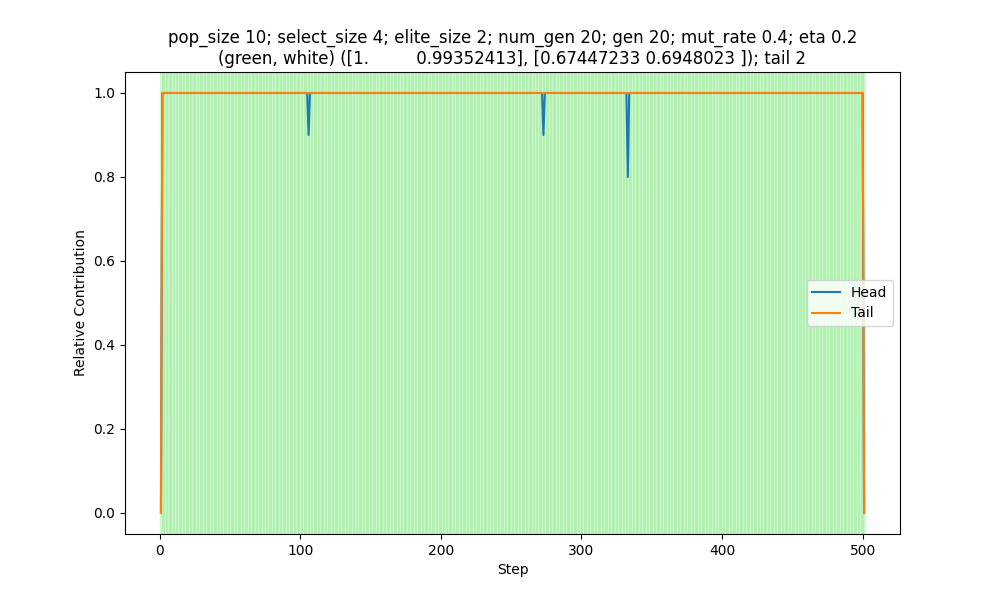 pop_size 10; select_size 4; elite_size 2; num_gen 20; gen 20; mut_rate 0.4; eta 0.2
(green, white) ([1.          0.99352413], [0.67447233 0.6948023 ]); tail 2
1.0
0.8
0.6
0.4
0.2
0.0
Relative Contribution
Head
Tail
0 100 200 300 400 500
Step